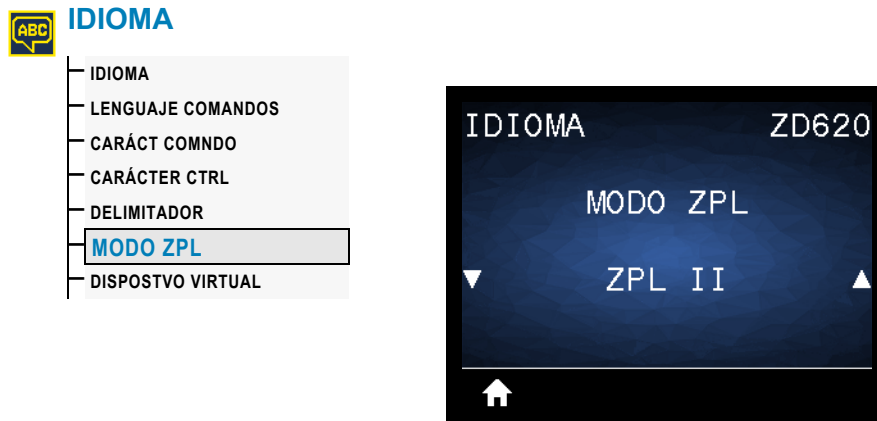 ABC
IDIOMA
IDIOMA
LENGUAJE COMANDOS
CARÁCT COMNDO
CARÁCTER CTRL
DELIMITADOR
MODO ZPL
DISPOSTVO VIRTUAL
IDIOMA ZD620
MODO ZPL
ZPL II